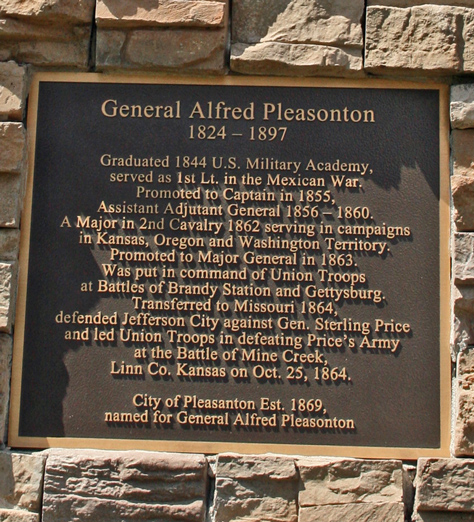 General Alfred Pleasonton
1824 – 1897
Graduated 1844 U.S. Military Academy,
served as 1st Lt. in the Mexican War.
Promoted to Captain in 1855,
Assistant Adjutant General 1856 – 1860.
A Major in 2nd Cavalry 1862 serving in campaigns
in Kansas, Oregon and Washington Territory.
Promoted to Major General in 1863.
Was put in command of Union Troops
at Battles of Brandy Station and Gettysburg.
Transferred to Missouri 1864,
defended Jefferson City against Gen. Sterling Price
and led Union Troops in defeating Price's Army
at the Battle of Mine Creek,
Linn Co. Kansas on Oct. 25, 1864.
City of Pleasanton Est. 1869,
named for General Alfred Pleasonton